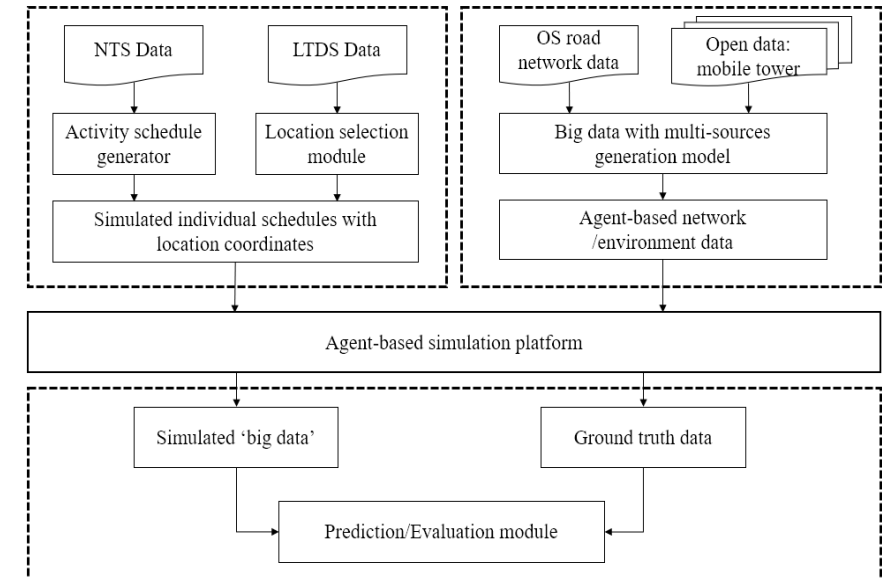 NTS Data
LTDS Data
OS road
network data
Open data:
mobile tower
Activity schedule
generator
Location selection
module
Big data with multi-sources
generation model
Simulated individual schedules with
location coordinates
Agent-based network
/environment data
Agent-based simulation platform
Simulated ‘big data’
Ground truth data
Prediction/Evaluation module